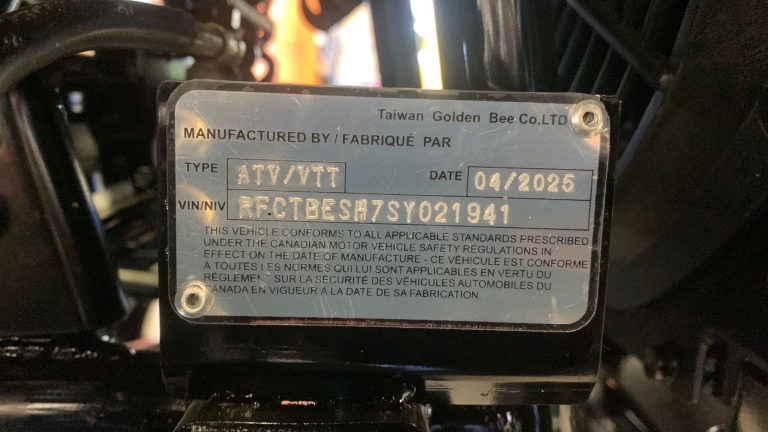 Taiwan Golden Bee Co,LTD
MANUFACTURED BY / FABRIQUÉ PAR
TYPE ATV/VTT DATE 04/2025
VIN/NIV RFCTBESM7SY021941
THIS VEHICLE CONFORMS TO ALL APPLICABLE STANDARDS PRESCRIBED
UNDER THE CANADIAN MOTOR VEHICLE SAFETY REGULATIONS IN
EFFECT ON THE DATE OF MANUFACTURE - CE VÉHICULE EST CONFORME
À TOUTES LES NORMES QUI LUI SONT APPLICABLES EN VERTU DU
RÈGLEMENT SUR LA SÉCURITÉ DES VÉHICULES AUTOMOBILES DU
CANADA EN VIGUEUR À LA DATE DE SA FABRICATION